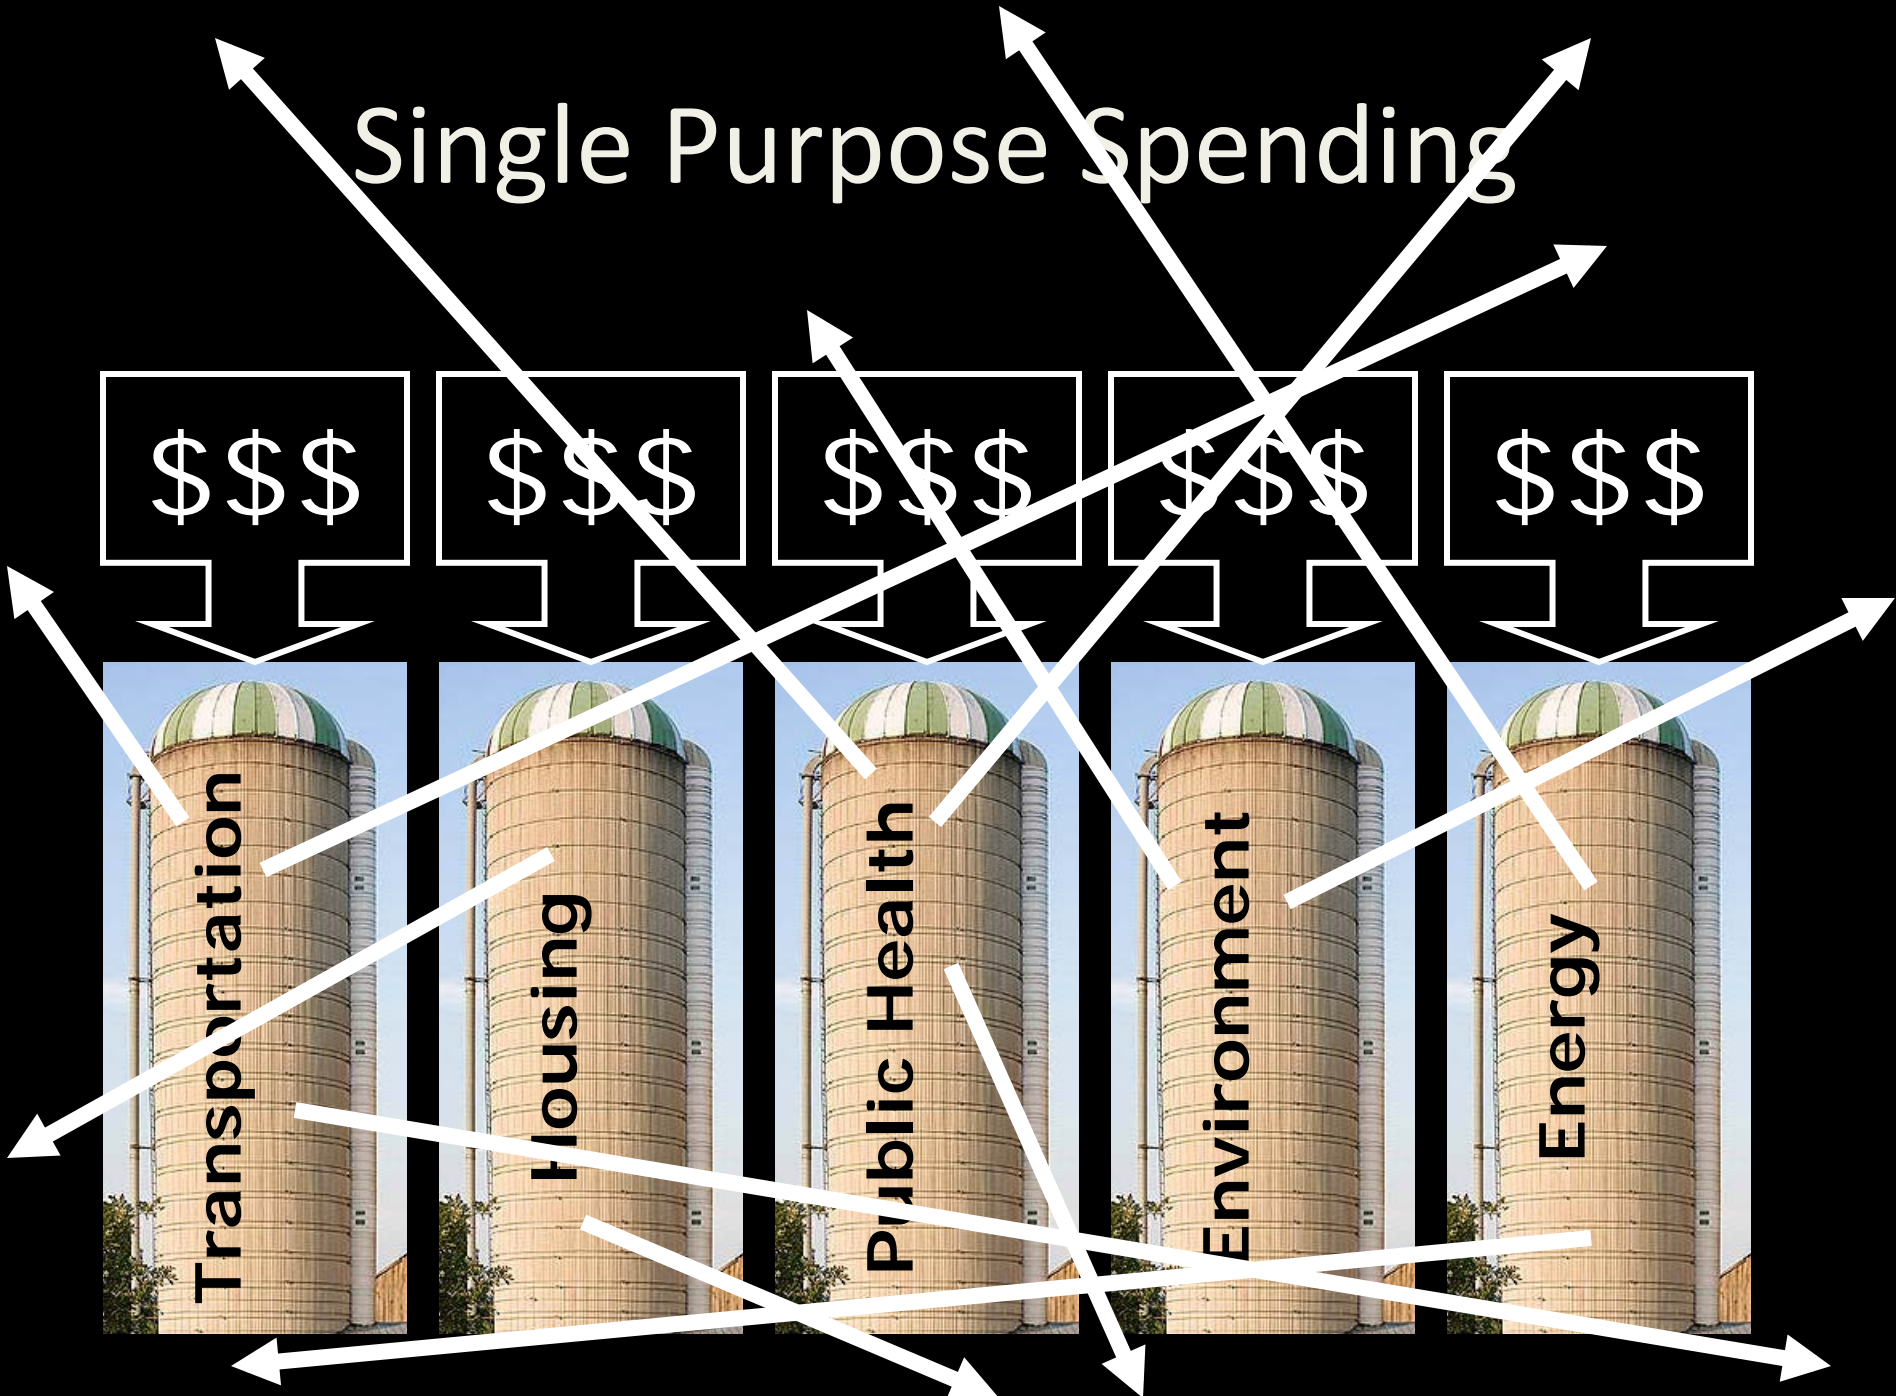 Single Purpose Spending
$$$
$$$
$$$
$$$
$$$
Transportation
Housing
Public Health
Environment
Energy